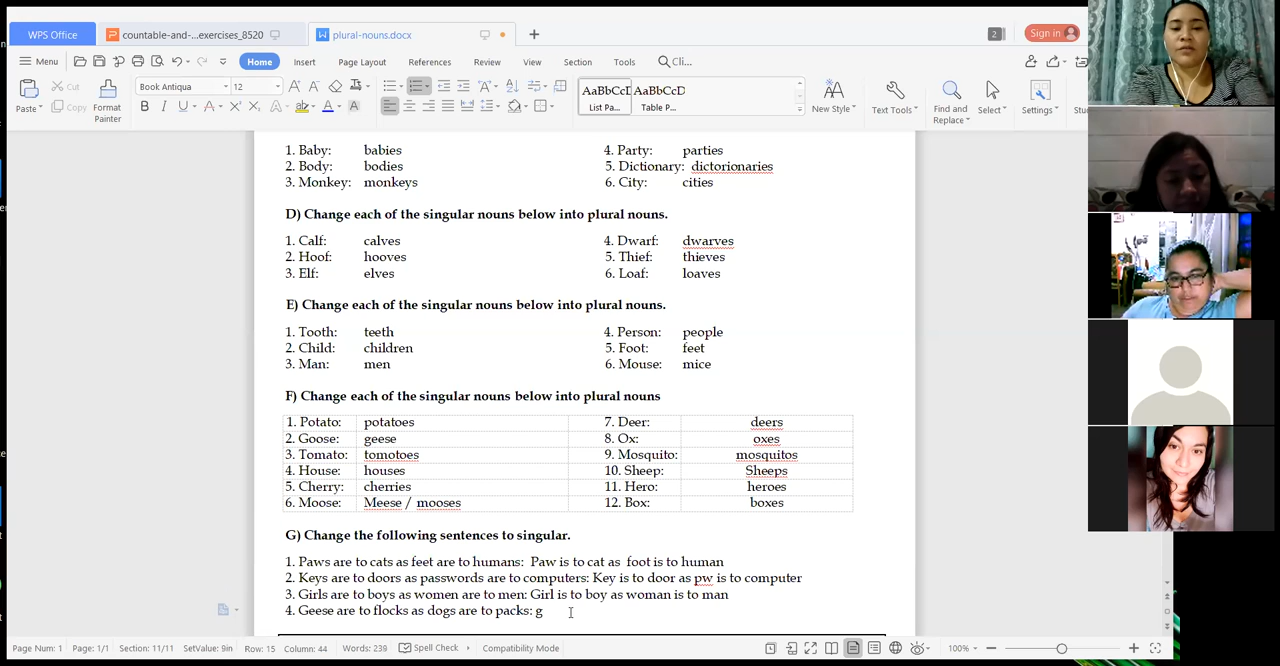 WPS Office countable-and-...exercises_8520 plural-nouns.docx 2 Sign in
Menu Home Insert Page Layout References Review View Section Tools Cli...
Paste Cut Copy Format Painter Book Antiqua 12 AaBbCcD AaBbCcD List Pa... Table P... New Style Text Tools Find and Replace Select Settings
1. Baby: babies 4. Party: parties
2. Body: bodies 5. Dictionary: dictorionaries
3. Monkey: monkeys 6. City: cities
D) Change each of the singular nouns below into plural nouns.
1. Calf: calves 4. Dwarf: dwarves
2. Hoof: hooves 5. Thief: thieves
3. Elf: elves 6. Loaf: loaves
E) Change each of the singular nouns below into plural nouns.
1. Tooth: teeth 4. Person: people
2. Child: children 5. Foot: feet
3. Man: men 6. Mouse: mice
F) Change each of the singular nouns below into plural nouns
1. Potato: potatoes 7. Deer: deers
2. Goose: geese 8. Ox: oxes
3. Tomato: tomotoes 9. Mosquito: mosquitos
4. House: houses 10. Sheep: Sheeps
5. Cherry: cherries 11. Hero: heroes
6. Moose: Meese / mooses 12. Box: boxes
G) Change the following sentences to singular.
1. Paws are to cats as feet are to humans: Paw is to cat as foot is to human
2. Keys are to doors as passwords are to computers: Key is to door as pw is to computer
3. Girls are to boys as women are to men: Girl is to boy as woman is to man
4. Geese are to flocks as dogs are to packs: g
Page Num: 1 Page: 1/1 Section: 11/11 SetValue: 9in Row: 15 Column: 44 Words: 239 Spell Check Compatibility Mode 100%